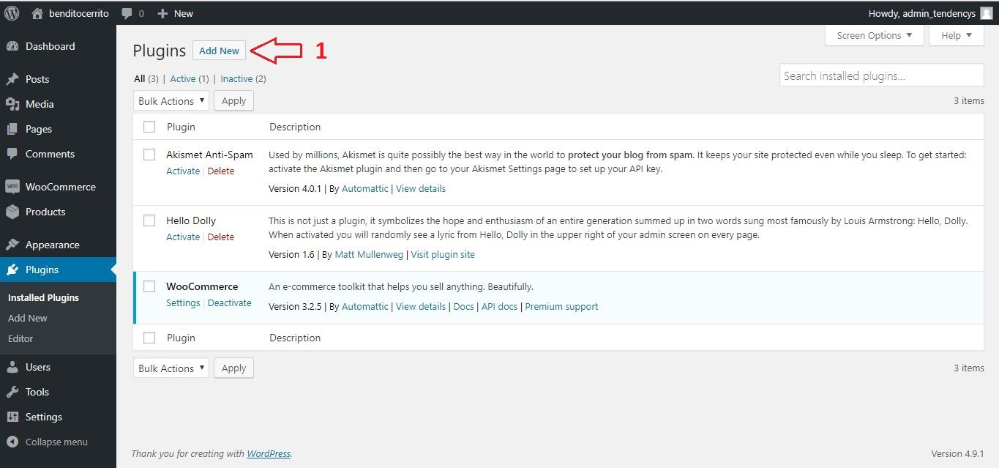 benditocerrito 0 New Howdy, admin_tendencys
Screen Options ▼ Help ▼
Dashboard
Posts
Media
Pages
Comments
WOO WooCommerce
Products
Appearance
Plugins
Installed Plugins
Add New
Editor
Users
Tools
Settings
Collapse menu
Plugins Add New 1
All (3) | Active (1) | Inactive (2)
Search installed plugins...
Bulk Actions ▼ Apply 3 items
Plugin Description
Akismet Anti-Spam Used by millions, Akismet is quite possibly the best way in the world to protect your blog from spam. It keeps your site protected even while you sleep. To get started:
Activate | Delete activate the Akismet plugin and then go to your Akismet Settings page to set up your API key.
Version 4.0.1 | By Automattic | View details
Hello Dolly This is not just a plugin, it symbolizes the hope and enthusiasm of an entire generation summed up in two words sung most famously by Louis Armstrong: Hello, Dolly.
Activate | Delete When activated you will randomly see a lyric from Hello, Dolly in the upper right of your admin screen on every page.
Version 1.6 | By Matt Mullenweg | Visit plugin site
WooCommerce An e-commerce toolkit that helps you sell anything. Beautifully.
Settings | Deactivate Version 3.2.5 | By Automattic | View details | Docs | API docs | Premium support
Plugin Description
Bulk Actions ▼ Apply 3 items
Thank you for creating with WordPress. Version 4.9.1